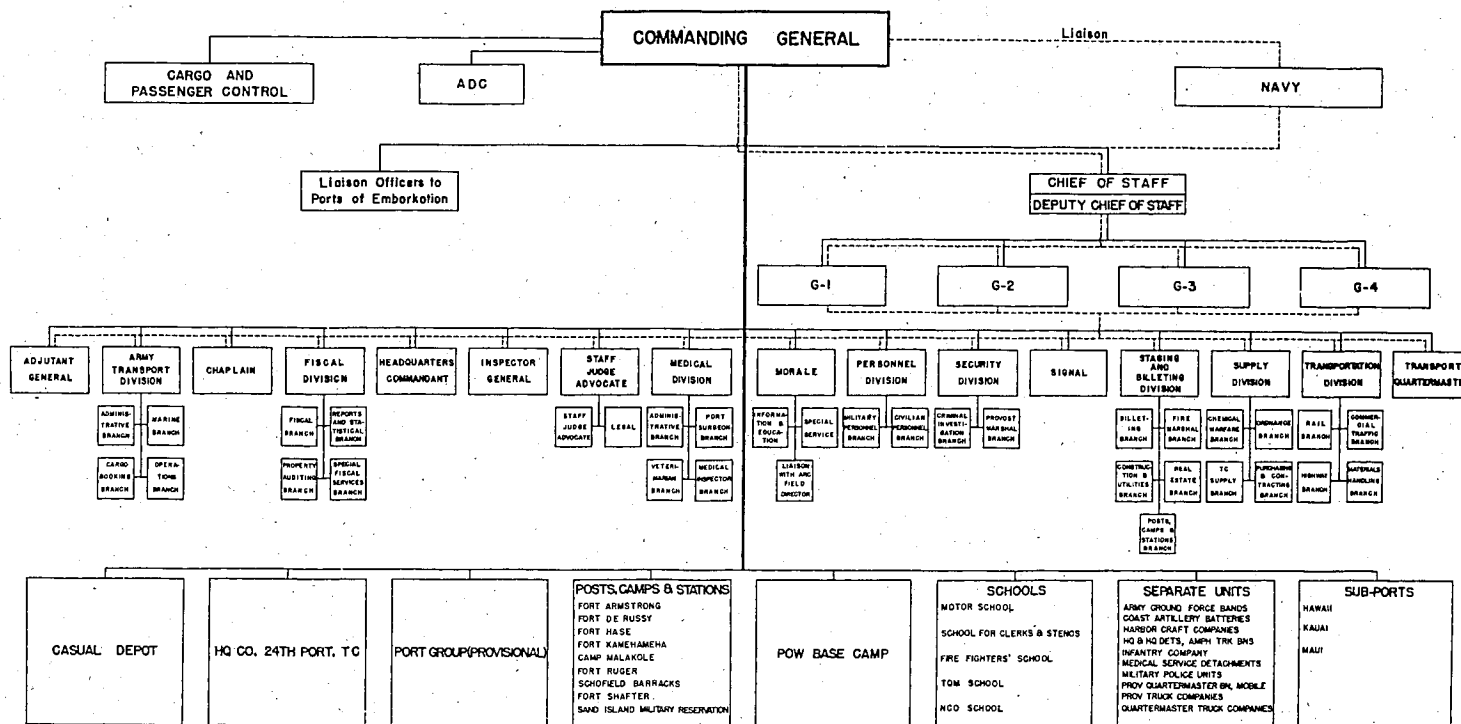 COMMANDING GENERAL
Liaison
CARGO AND
PASSENGER CONTROL
ADC
NAVY
Liaison Officers to
Ports of Emborkation
CHIEF OF STAFF
DEPUTY CHIEF OF STAFF
G-1
G-2
G-3
G-4
ADJUTANT
GENERAL
ARMY
TRANSPORT
DIVISION
CHAPLAIN
FISCAL
DIVISION
HEADQUARTERS
COMMANDANT
INSPECTOR
GENERAL
STAFF
JUDGE
ADVOCATE
MEDICAL
DIVISION
MORALE
PERSONNEL
DIVISION
SECURITY
DIVISION
SIGNAL
STAGING
AND
BILLETING
DIVISION
SUPPLY
DIVISION
TRANSPORTATION
DIVISION
TRANSPORT
QUARTERMASTER
ADMINIS-
TRATIVE
BRANCH
MARINE
BRANCH
CARGO
BOOKING
BRANCH
OPERA-
TIONS
BRANCH
FISCAL
BRANCH
REPORTS
AND STA-
TISTICAL
BRANCH
PROPERTY
AUDITING
BRANCH
SPECIAL
FISCAL
SERVICES
BRANCH
STAFF
JUDGE
ADVOCATE
LEGAL
ADMINIS-
TRATIVE
BRANCH
PORT
SURGEON
BRANCH
VETERI-
NARIAN
BRANCH
MEDICAL
INSPECTOR
BRANCH
INFORMA-
TION &
EDUCA-
TION
SPECIAL
SERVICE
LIAISON
WITH ARC
FIELD
DIRECTOR
MILITARY
PERSONNEL
BRANCH
CIVILIAN
PERSONNEL
BRANCH
CRIMINAL
INVESTI-
GATION
BRANCH
PROVOST
MARSHAL
BRANCH
BILLET-
ING
BRANCH
FIRE
MARSHAL
BRANCH
CONSTRUC-
TION &
UTILITIES
BRANCH
REAL
ESTATE
BRANCH
POSTS,
CAMPS &
STATIONS
BRANCH
CHEMICAL
WARFARE
BRANCH
ORDNANCE
BRANCH
TC
SUPPLY
BRANCH
PURCHASING
& CON-
TRACTING
BRANCH
RAIL
BRANCH
COMMER-
CIAL
TRAFFIC
BRANCH
HIGHWAY
BRANCH
MATERIALS
HANDLING
BRANCH
CASUAL DEPOT
HQ CO, 24TH PORT, TC
PORT GROUP(PROVISIONAL)
POSTS, CAMPS & STATIONS
FORT ARMSTRONG
FORT DE RUSSY
FORT HASE
FORT KAMEHAMEHA
CAMP MALAKOLE
FORT RUGER
SCHOFIELD BARRACKS
FORT SHAFTER
SAND ISLAND MILITARY RESERVATION
POW BASE CAMP
SCHOOLS
MOTOR SCHOOL
SCHOOL FOR CLERKS & STENOS
FIRE FIGHTERS' SCHOOL
TQM SCHOOL
NCO SCHOOL
SEPARATE UNITS
ARMY GROUND FORCE BANDS
COAST ARTILLERY BATTERIES
HARBOR CRAFT COMPANIES
HQ & HQ DETS, AMPH TRK BNS
INFANTRY COMPANY
MEDICAL SERVICE DETACHMENTS
MILITARY POLICE UNITS
PROV QUARTERMASTER BN, MOBILE
PROV TRUCK COMPANIES
QUARTERMASTER TRUCK COMPANIES
SUB-PORTS
HAWAII
KAUAI
MAUI